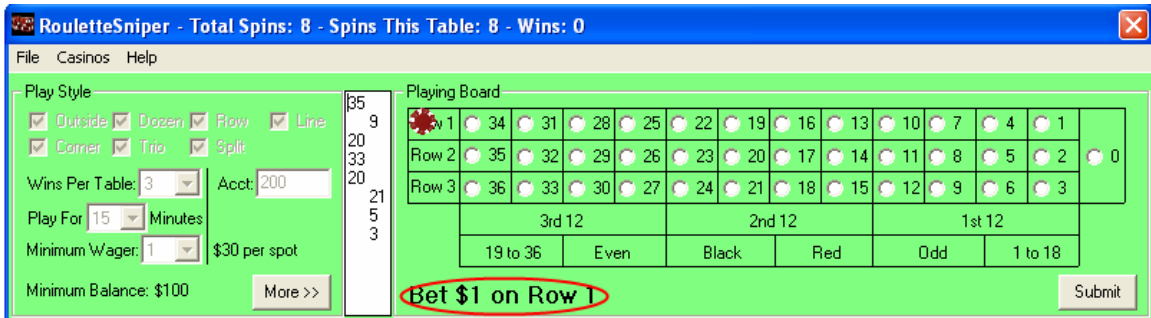 RouletteSniper - Total Spins: 8 - Spins This Table: 8 - Wins: 0
File Casinos Help
Play Style
Outside Dozen Row Line
Corner Trio Split
Wins Per Table: 3 Acct: 200
Play For 15 Minutes
Minimum Wager: 1 $30 per spot
Minimum Balance: $100 More >>
35
9
20
33
20
21
5
3
Playing Board
w 1 34 31 28 25 22 19 16 13 10 7 4 1
Row 2 35 32 29 26 23 20 17 14 11 8 5 2 0
Row 3 36 33 30 27 24 21 18 15 12 9 6 3
3rd 12 2nd 12 1st 12
19 to 36 Even Black Red Odd 1 to 18
Bet $1 on Row 1
Submit